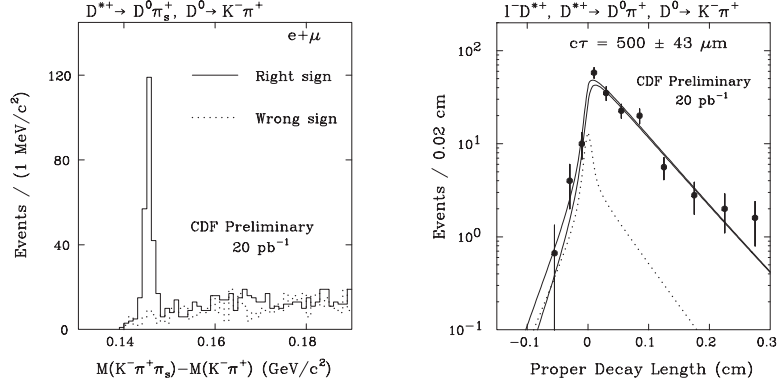 D*⁺→ D⁰πₛ⁺, D⁰→K⁻π⁺
e+μ
Right sign
Wrong sign
CDF Preliminary
20 pb⁻¹
120
80
40
0
0.14
0.16
0.18
Events / (1 MeV/c²)
M(K⁻π⁺πₛ)−M(K⁻π⁺) (GeV/c²)
l⁻D*⁺, D*⁺→D⁰π⁺, D⁰→K⁻π⁺
cτ = 500 ± 43 μm
CDF Preliminary
20 pb⁻¹
10²
10¹
10⁰
10⁻¹
−0.1
0
0.1
0.2
0.3
Events / 0.02 cm
Proper Decay Length (cm)